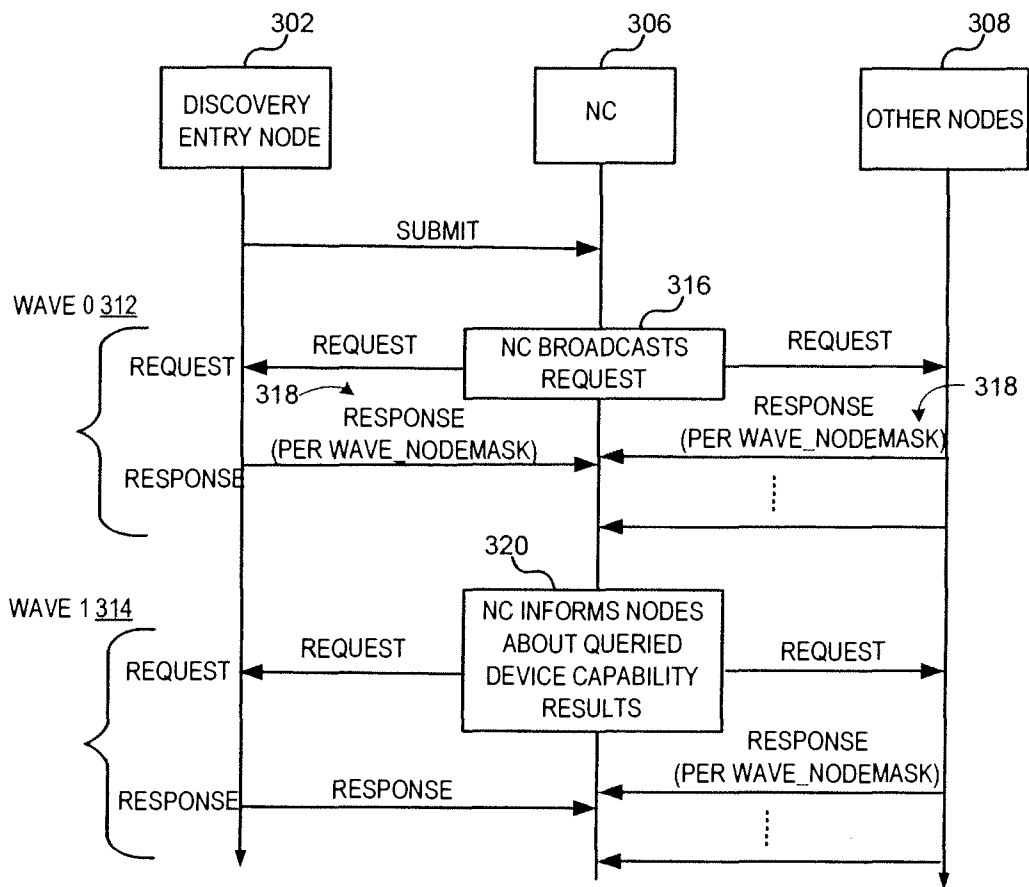 302
306
308
DISCOVERY
ENTRY NODE
NC
OTHER NODES
SUBMIT
WAVE 0 312
316
REQUEST
REQUEST
NC BROADCASTS
REQUEST
REQUEST
318
RESPONSE
(PER WAVE_NODEMASK)
RESPONSE
(PER WAVE_NODEMASK)
318
RESPONSE
320
WAVE 1 314
NC INFORMS NODES
ABOUT QUERIED
DEVICE CAPABILITY
RESULTS
REQUEST
REQUEST
REQUEST
RESPONSE
(PER WAVE_NODEMASK)
RESPONSE
RESPONSE